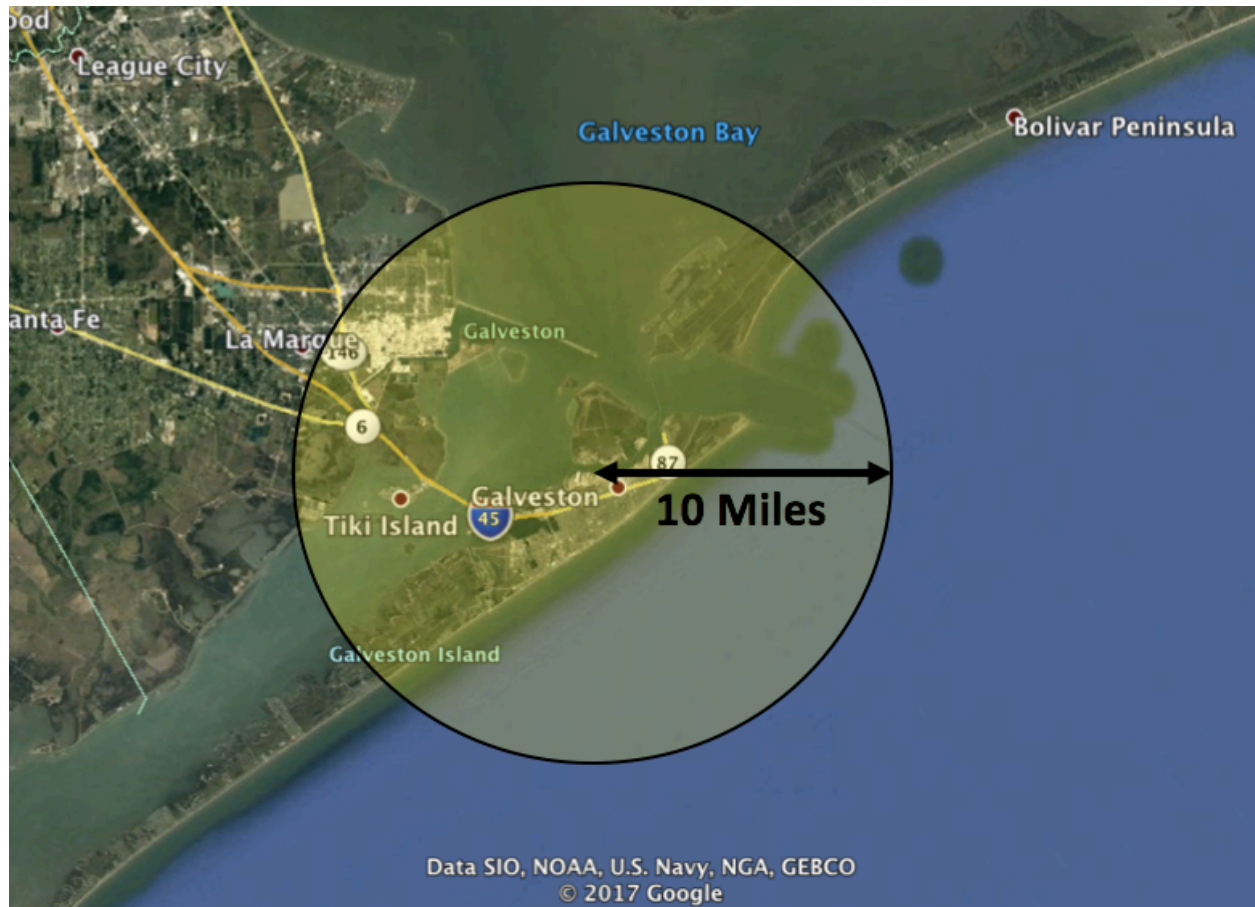 ood
League City
Galveston Bay
Bolivar Peninsula
anta Fe
La Marque
146
Galveston
6
87
Galveston
10 Miles
45
Tiki Island
Galveston Island
Data SIO, NOAA, U.S. Navy, NGA, GEBCO
© 2017 Google